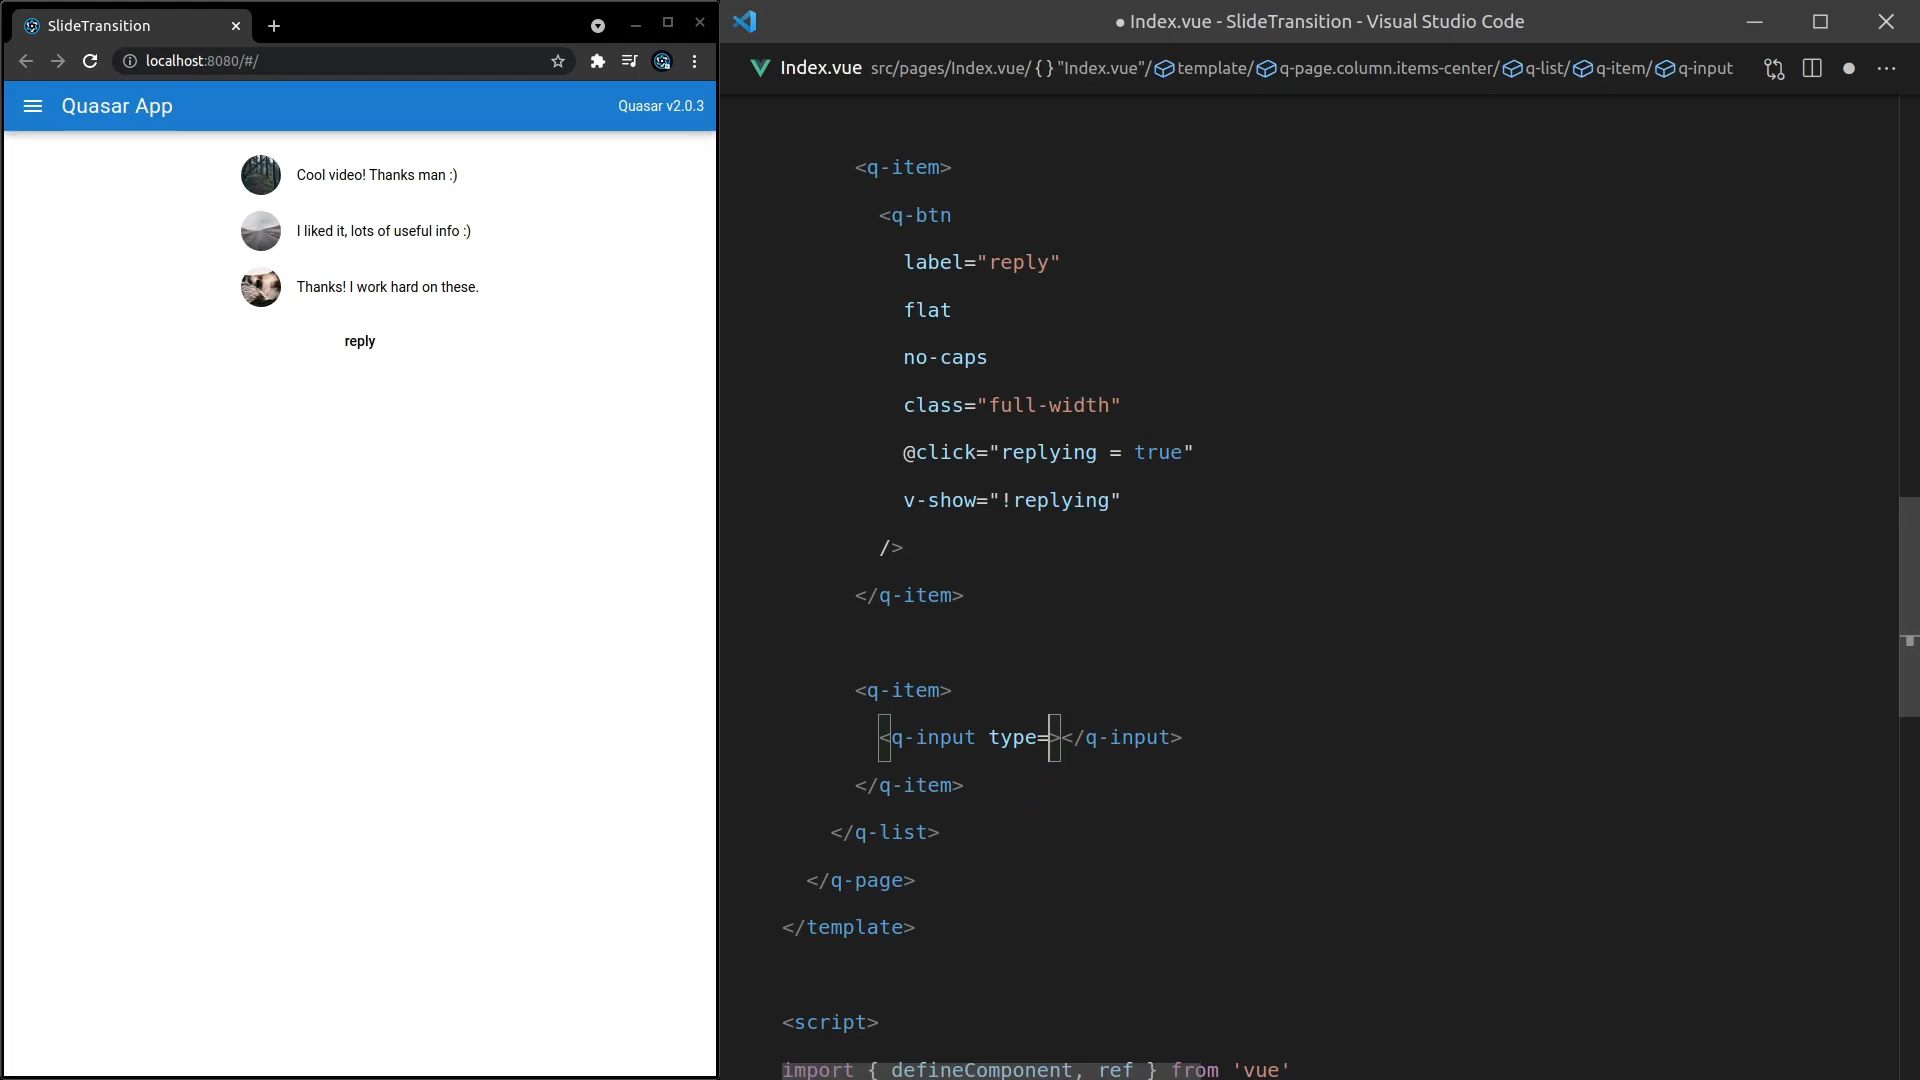 SlideTransition
localhost:8080/#/
Quasar App
Quasar v2.0.3
Cool video! Thanks man :)
I liked it, lots of useful info :)
Thanks! I work hard on these.
reply
● Index.vue - SlideTransition - Visual Studio Code
Index.vue src/pages/Index.vue/ { } "Index.vue"/ template/ q-page.column.items-center/ q-list/ q-item/ q-input
<q-item>
<q-btn
label="reply"
flat
no-caps
class="full-width"
@click="replying = true"
v-show="!replying"
/>
</q-item>
<q-item>
<q-input type=></q-input>
</q-item>
</q-list>
</q-page>
</template>
<script>
import { defineComponent, ref } from 'vue'